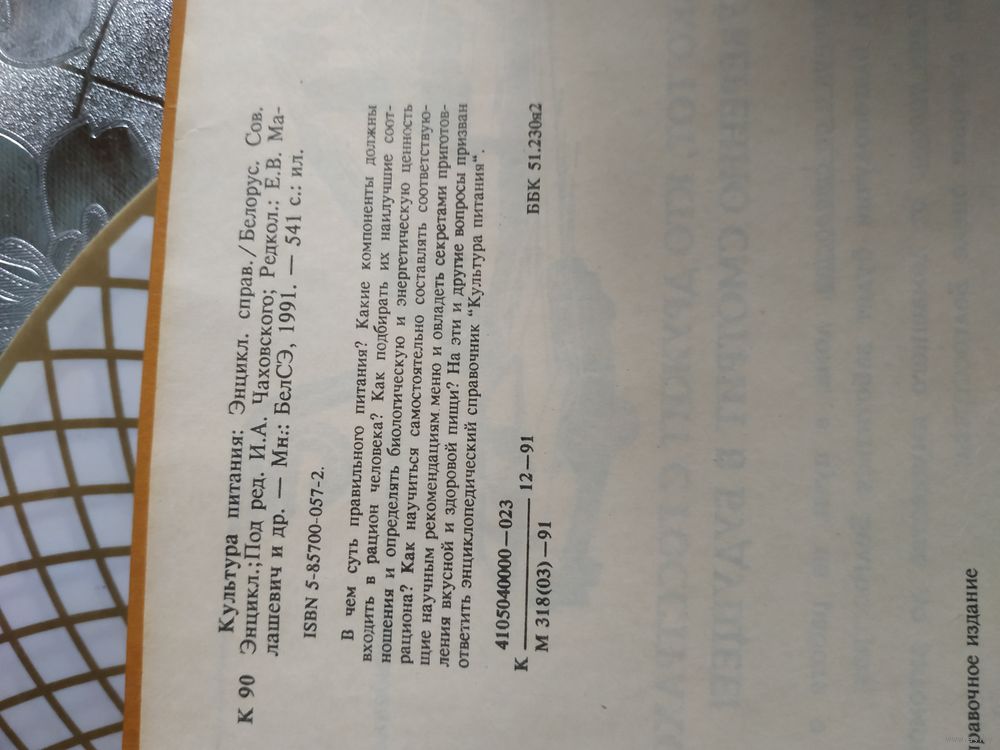 К 90 Культура питания: Энцикл. справ./Белорус. Сов.
Энцикл.;Под ред. И.А. Чаховского; Редкол.: Е.В. Ма-
лашевич и др. — Мн.: БелСЭ, 1991. — 541 с.: ил.
ISBN 5-85700-057-2.
В чем суть правильного питания? Какие компоненты должны
входить в рацион человека? Как подбирать их наилучшие соот-
ношения и определять биологическую и энергетическую ценность
рациона? Как научиться самостоятельно составлять соответствую-
щие научным рекомендациям меню и овладеть секретами приготов-
ления вкусной и здоровой пищи? На эти и другие вопросы призван
ответить энциклопедический справочник "Культура питания".
4105040000—023
К 12—91
М 318(03)—91
ББК 51.230я2
правочное издание